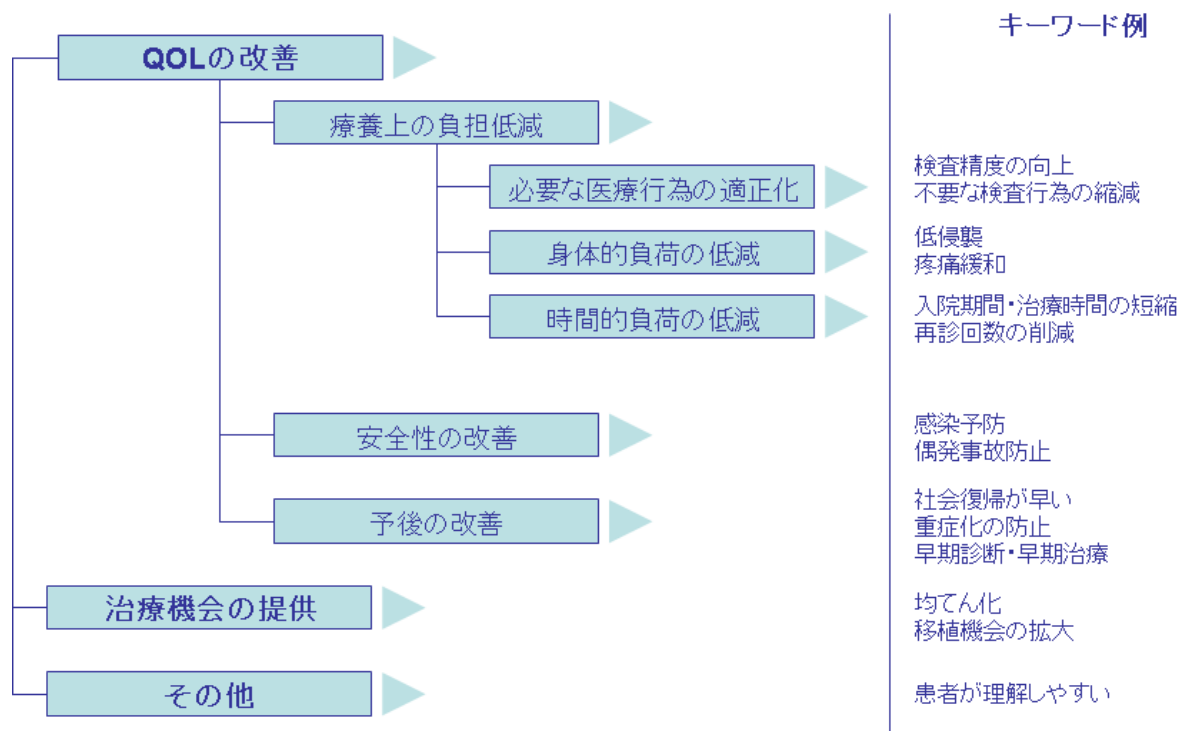 キーワード例
QOLの改善
療養上の負担低減
必要な医療行為の適正化
検査精度の向上
不要な検査行為の縮減
身体的負荷の低減
低侵襲
疼痛緩和
時間的負荷の低減
入院期間・治療時間の短縮
再診回数の削減
安全性の改善
感染予防
偶発事故防止
予後の改善
社会復帰が早い
重症化の防止
早期診断・早期治療
治療機会の提供
均てん化
移植機会の拡大
その他
患者が理解しやすい